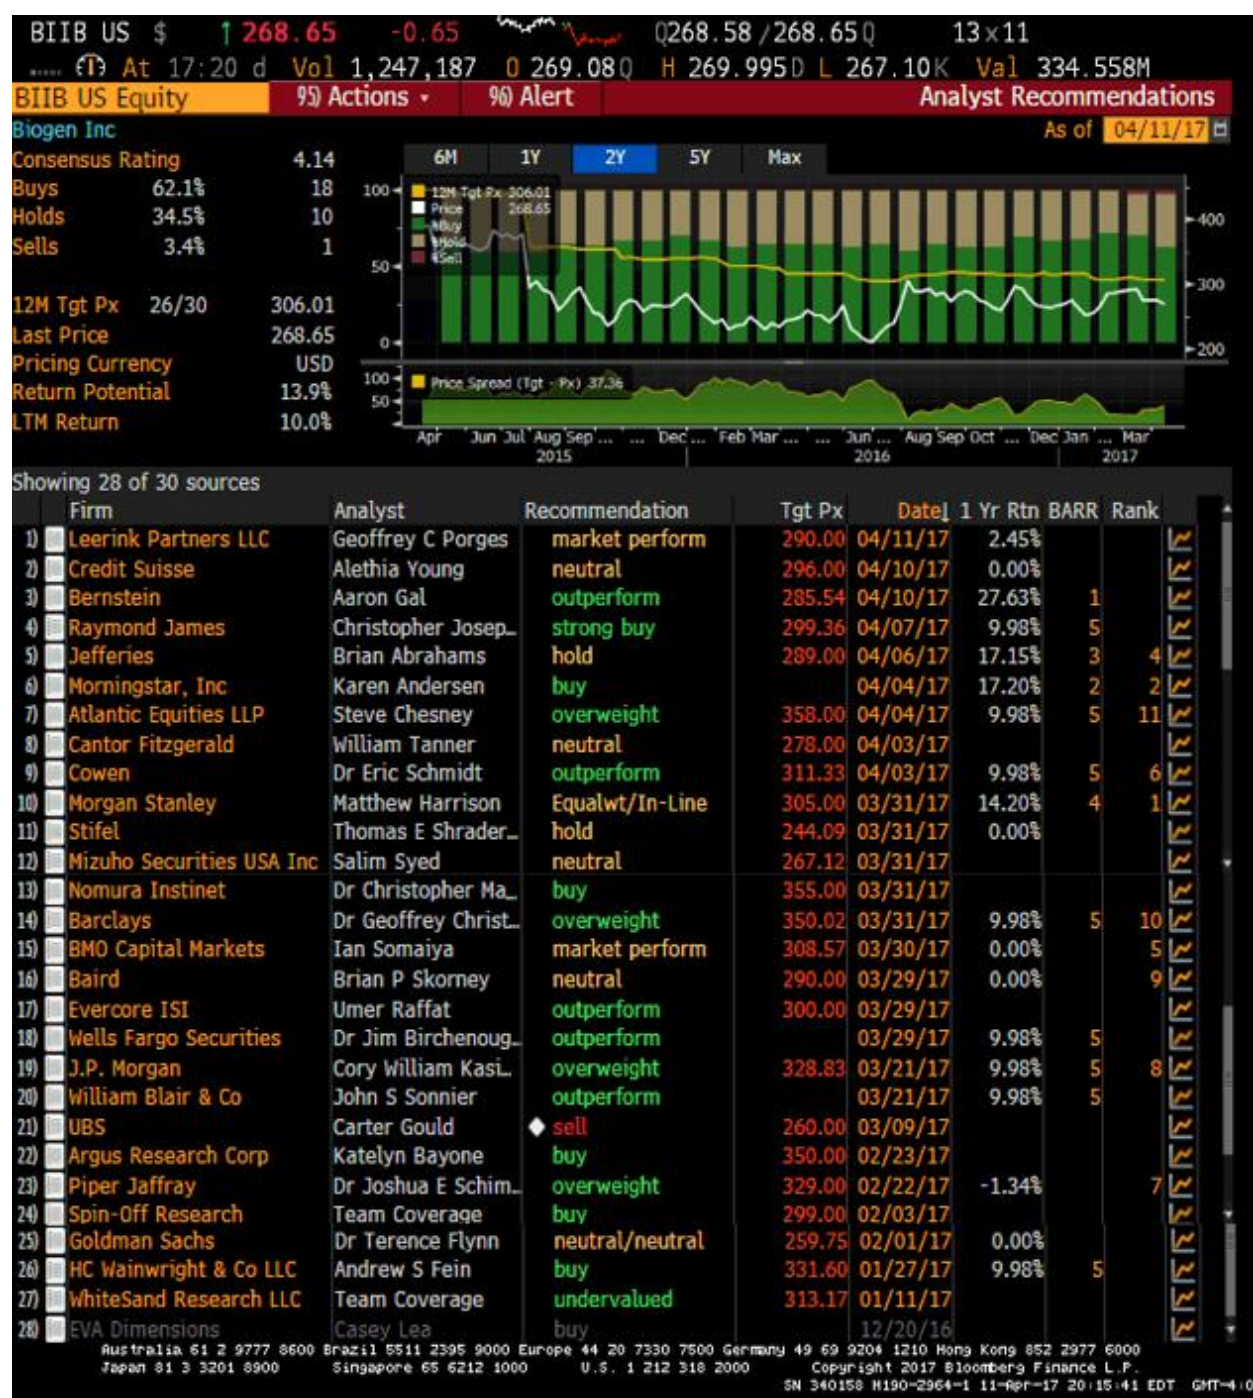 BIIB US $ ↑268.65 -0.65 Q268.58/268.65Q 13x11
At 17:20 d Vol 1,247,187 O 269.08Q H 269.995D L 267.10K Val 334.558M
BIIB US Equity 95) Actions 96) Alert Analyst Recommendations
Biogen Inc As of 04/11/17
Consensus Rating 4.14 6M 1Y 2Y 5Y Max
Buys 62.1% 18
Holds 34.5% 10
Sells 3.4% 1
12M Tgt Px 26/30 306.01
Last Price 268.65
Pricing Currency USD
Return Potential 13.9%
LTM Return 10.0%
100
50
0
12M Tgt Px 306.01
Price 268.65
%Buy
%Hold
%Sell
400
300
200
100
50
Price Spread (Tgt - Px) 37.36
Apr Jun Jul Aug Sep ... ... Dec ... Feb Mar ... ... Jun ... Aug Sep Oct ... Dec Jan ... Mar
2015 2016 2017
Showing 28 of 30 sources
Firm Analyst Recommendation Tgt Px Date↓ 1 Yr Rtn BARR Rank
1) Leerink Partners LLC Geoffrey C Porges market perform 290.00 04/11/17 2.45%
2) Credit Suisse Alethia Young neutral 296.00 04/10/17 0.00%
3) Bernstein Aaron Gal outperform 285.54 04/10/17 27.63% 1
4) Raymond James Christopher Josep… strong buy 299.36 04/07/17 9.98% 5
5) Jefferies Brian Abrahams hold 289.00 04/06/17 17.15% 3 4
6) Morningstar, Inc Karen Andersen buy 04/04/17 17.20% 2 2
7) Atlantic Equities LLP Steve Chesney overweight 358.00 04/04/17 9.98% 5 11
8) Cantor Fitzgerald William Tanner neutral 278.00 04/03/17
9) Cowen Dr Eric Schmidt outperform 311.33 04/03/17 9.98% 5 6
10) Morgan Stanley Matthew Harrison Equalwt/In-Line 305.00 03/31/17 14.20% 4 1
11) Stifel Thomas E Shrader… hold 244.09 03/31/17 0.00%
12) Mizuho Securities USA Inc Salim Syed neutral 267.12 03/31/17
13) Nomura Instinet Dr Christopher Ma… buy 355.00 03/31/17
14) Barclays Dr Geoffrey Christ… overweight 350.02 03/31/17 9.98% 5 10
15) BMO Capital Markets Ian Somaiya market perform 308.57 03/30/17 0.00% 5
16) Baird Brian P Skorney neutral 290.00 03/29/17 0.00% 9
17) Evercore ISI Umer Raffat outperform 300.00 03/29/17
18) Wells Fargo Securities Dr Jim Birchenoug… outperform 03/29/17 9.98% 5
19) J.P. Morgan Cory William Kasi… overweight 328.83 03/21/17 9.98% 5 8
20) William Blair & Co John S Sonnier outperform 03/21/17 9.98% 5
21) UBS Carter Gould sell 260.00 03/09/17
22) Argus Research Corp Katelyn Bayone buy 350.00 02/23/17
23) Piper Jaffray Dr Joshua E Schim… overweight 329.00 02/22/17 -1.34% 7
24) Spin-Off Research Team Coverage buy 299.00 02/03/17
25) Goldman Sachs Dr Terence Flynn neutral/neutral 259.75 02/01/17 0.00%
26) HC Wainwright & Co LLC Andrew S Fein buy 331.60 01/27/17 9.98% 5
27) WhiteSand Research LLC Team Coverage undervalued 313.17 01/11/17
28) EVA Dimensions Casey Lea buy 12/20/16
Australia 61 2 9777 8600 Brazil 5511 2395 9000 Europe 44 20 7330 7500 Germany 49 69 9204 1210 Hong Kong 852 2977 6000
Japan 81 3 3201 8900 Singapore 65 6212 1000 U.S. 1 212 318 2000 Copyright 2017 Bloomberg Finance L.P.
SN 340158 H190-2964-1 11-Apr-17 20:15:41 EDT GMT-4:0